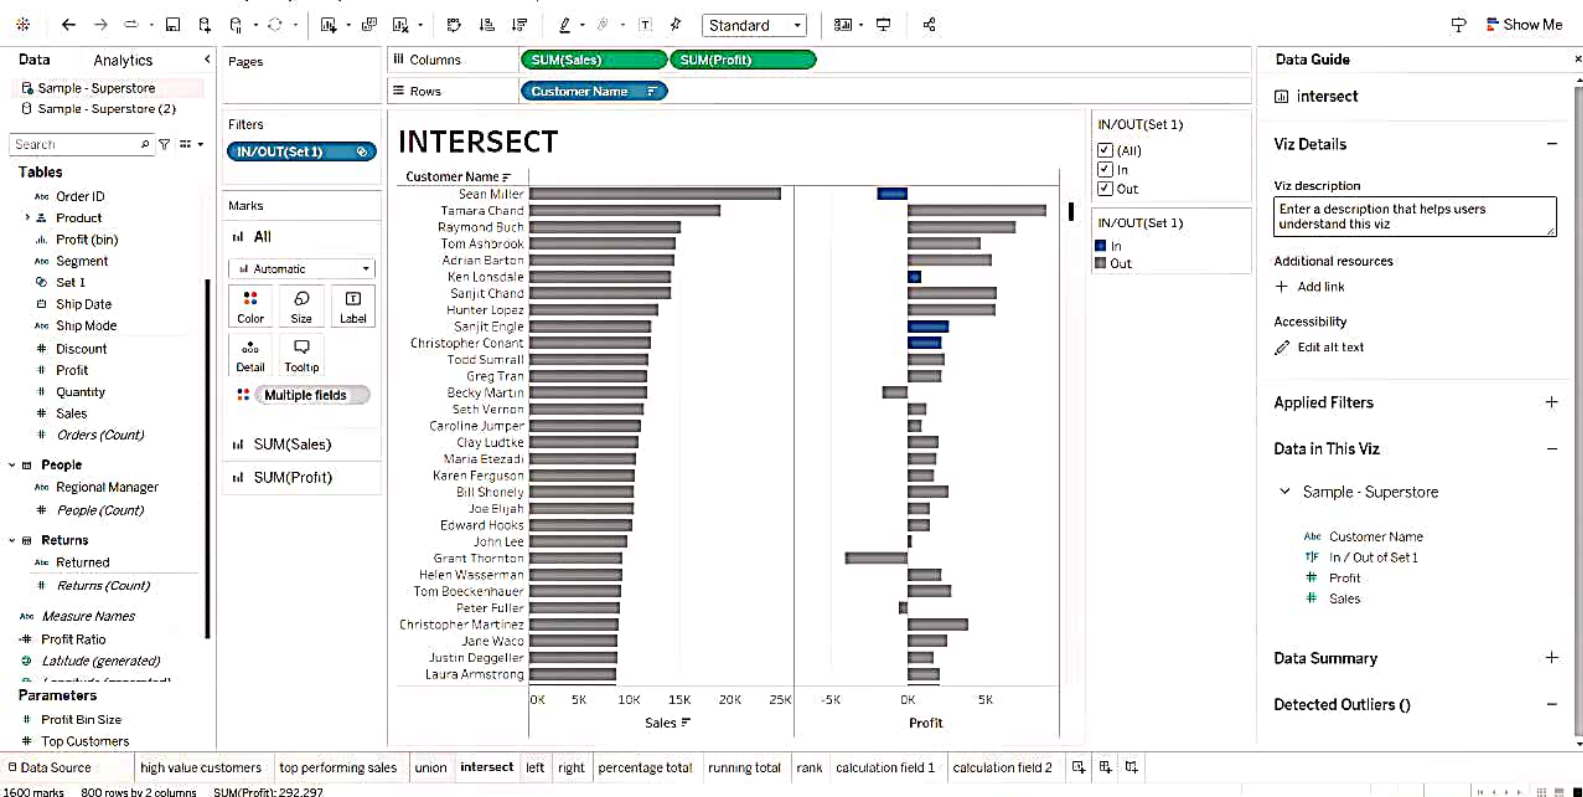 Standard
Show Me
Data
Analytics
Sample - Superstore
Sample - Superstore (2)
Search
Tables
Abc Order ID
Product
Profit (bin)
Abc Segment
Set 1
Ship Date
Abc Ship Mode
# Discount
# Profit
# Quantity
# Sales
# Orders (Count)
People
Abc Regional Manager
# People (Count)
Returns
Abc Returned
# Returns (Count)
Abc Measure Names
# Profit Ratio
Latitude (generated)
Parameters
# Profit Bin Size
# Top Customers
Pages
Filters
IN/OUT(Set 1)
Marks
All
Automatic
Color
Size
Label
Detail
Tooltip
Multiple fields
SUM(Sales)
SUM(Profit)
Columns
SUM(Sales)
SUM(Profit)
Rows
Customer Name
INTERSECT
Customer Name
Sean Miller
Tamara Chand
Raymond Buch
Tom Ashbrook
Adrian Barton
Ken Lonsdale
Sanjit Chand
Hunter Lopez
Sanjit Engle
Christopher Conant
Todd Sumrall
Greg Tran
Becky Martin
Seth Vernon
Caroline Jumper
Clay Ludtke
Maria Etezadi
Karen Ferguson
Bill Shonely
Joe Elijah
Edward Hooks
John Lee
Grant Thornton
Helen Wasserman
Tom Boeckenhauer
Peter Fuller
Christopher Martinez
Jane Waco
Justin Deggeller
Laura Armstrong
0K 5K 10K 15K 20K 25K
Sales
-5K 0K 5K
Profit
IN/OUT(Set 1)
(All)
In
Out
IN/OUT(Set 1)
In
Out
Data Guide
intersect
Viz Details
Viz description
Enter a description that helps users
understand this viz
Additional resources
Add link
Accessibility
Edit alt text
Applied Filters
Data in This Viz
Sample - Superstore
Abc Customer Name
T|F In / Out of Set 1
# Profit
# Sales
Data Summary
Detected Outliers ()
Data Source
high value customers
top performing sales
union
intersect
left
right
percentage total
running total
rank
calculation field 1
calculation field 2
1600 marks 800 rows by 2 columns SUM(Profit): 292,297